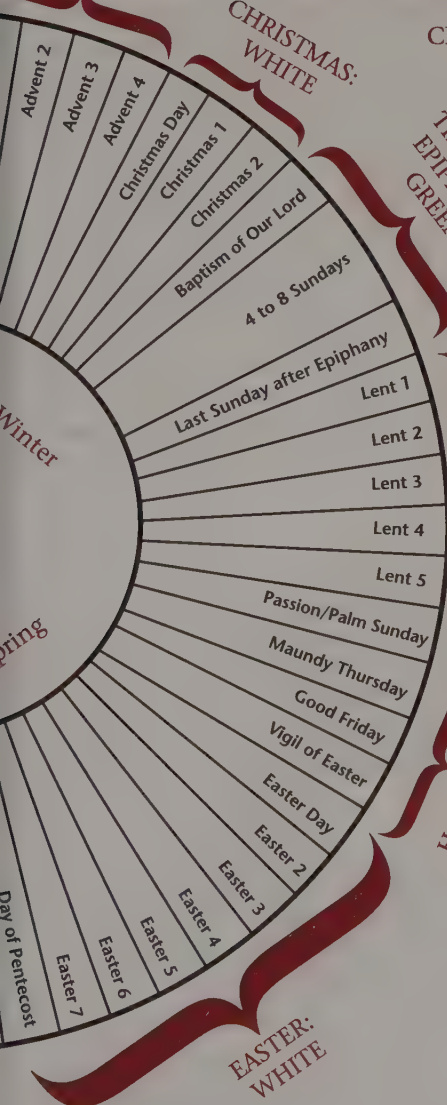 CHRISTMAS:
WHITE
Advent 2
Advent 3
Advent 4
Christmas Day
Christmas 1
Christmas 2
Baptism of Our Lord
4 to 8 Sundays
Last Sunday after Epiphany
Lent 1
Lent 2
Lent 3
Lent 4
Lent 5
Passion/Palm Sunday
Maundy Thursday
Good Friday
Vigil of Easter
Easter Day
Easter 2
Easter 3
Easter 4
Easter 5
Easter 6
Easter 7
Day of Pentecost
Winter
pring
EASTER:
WHITE